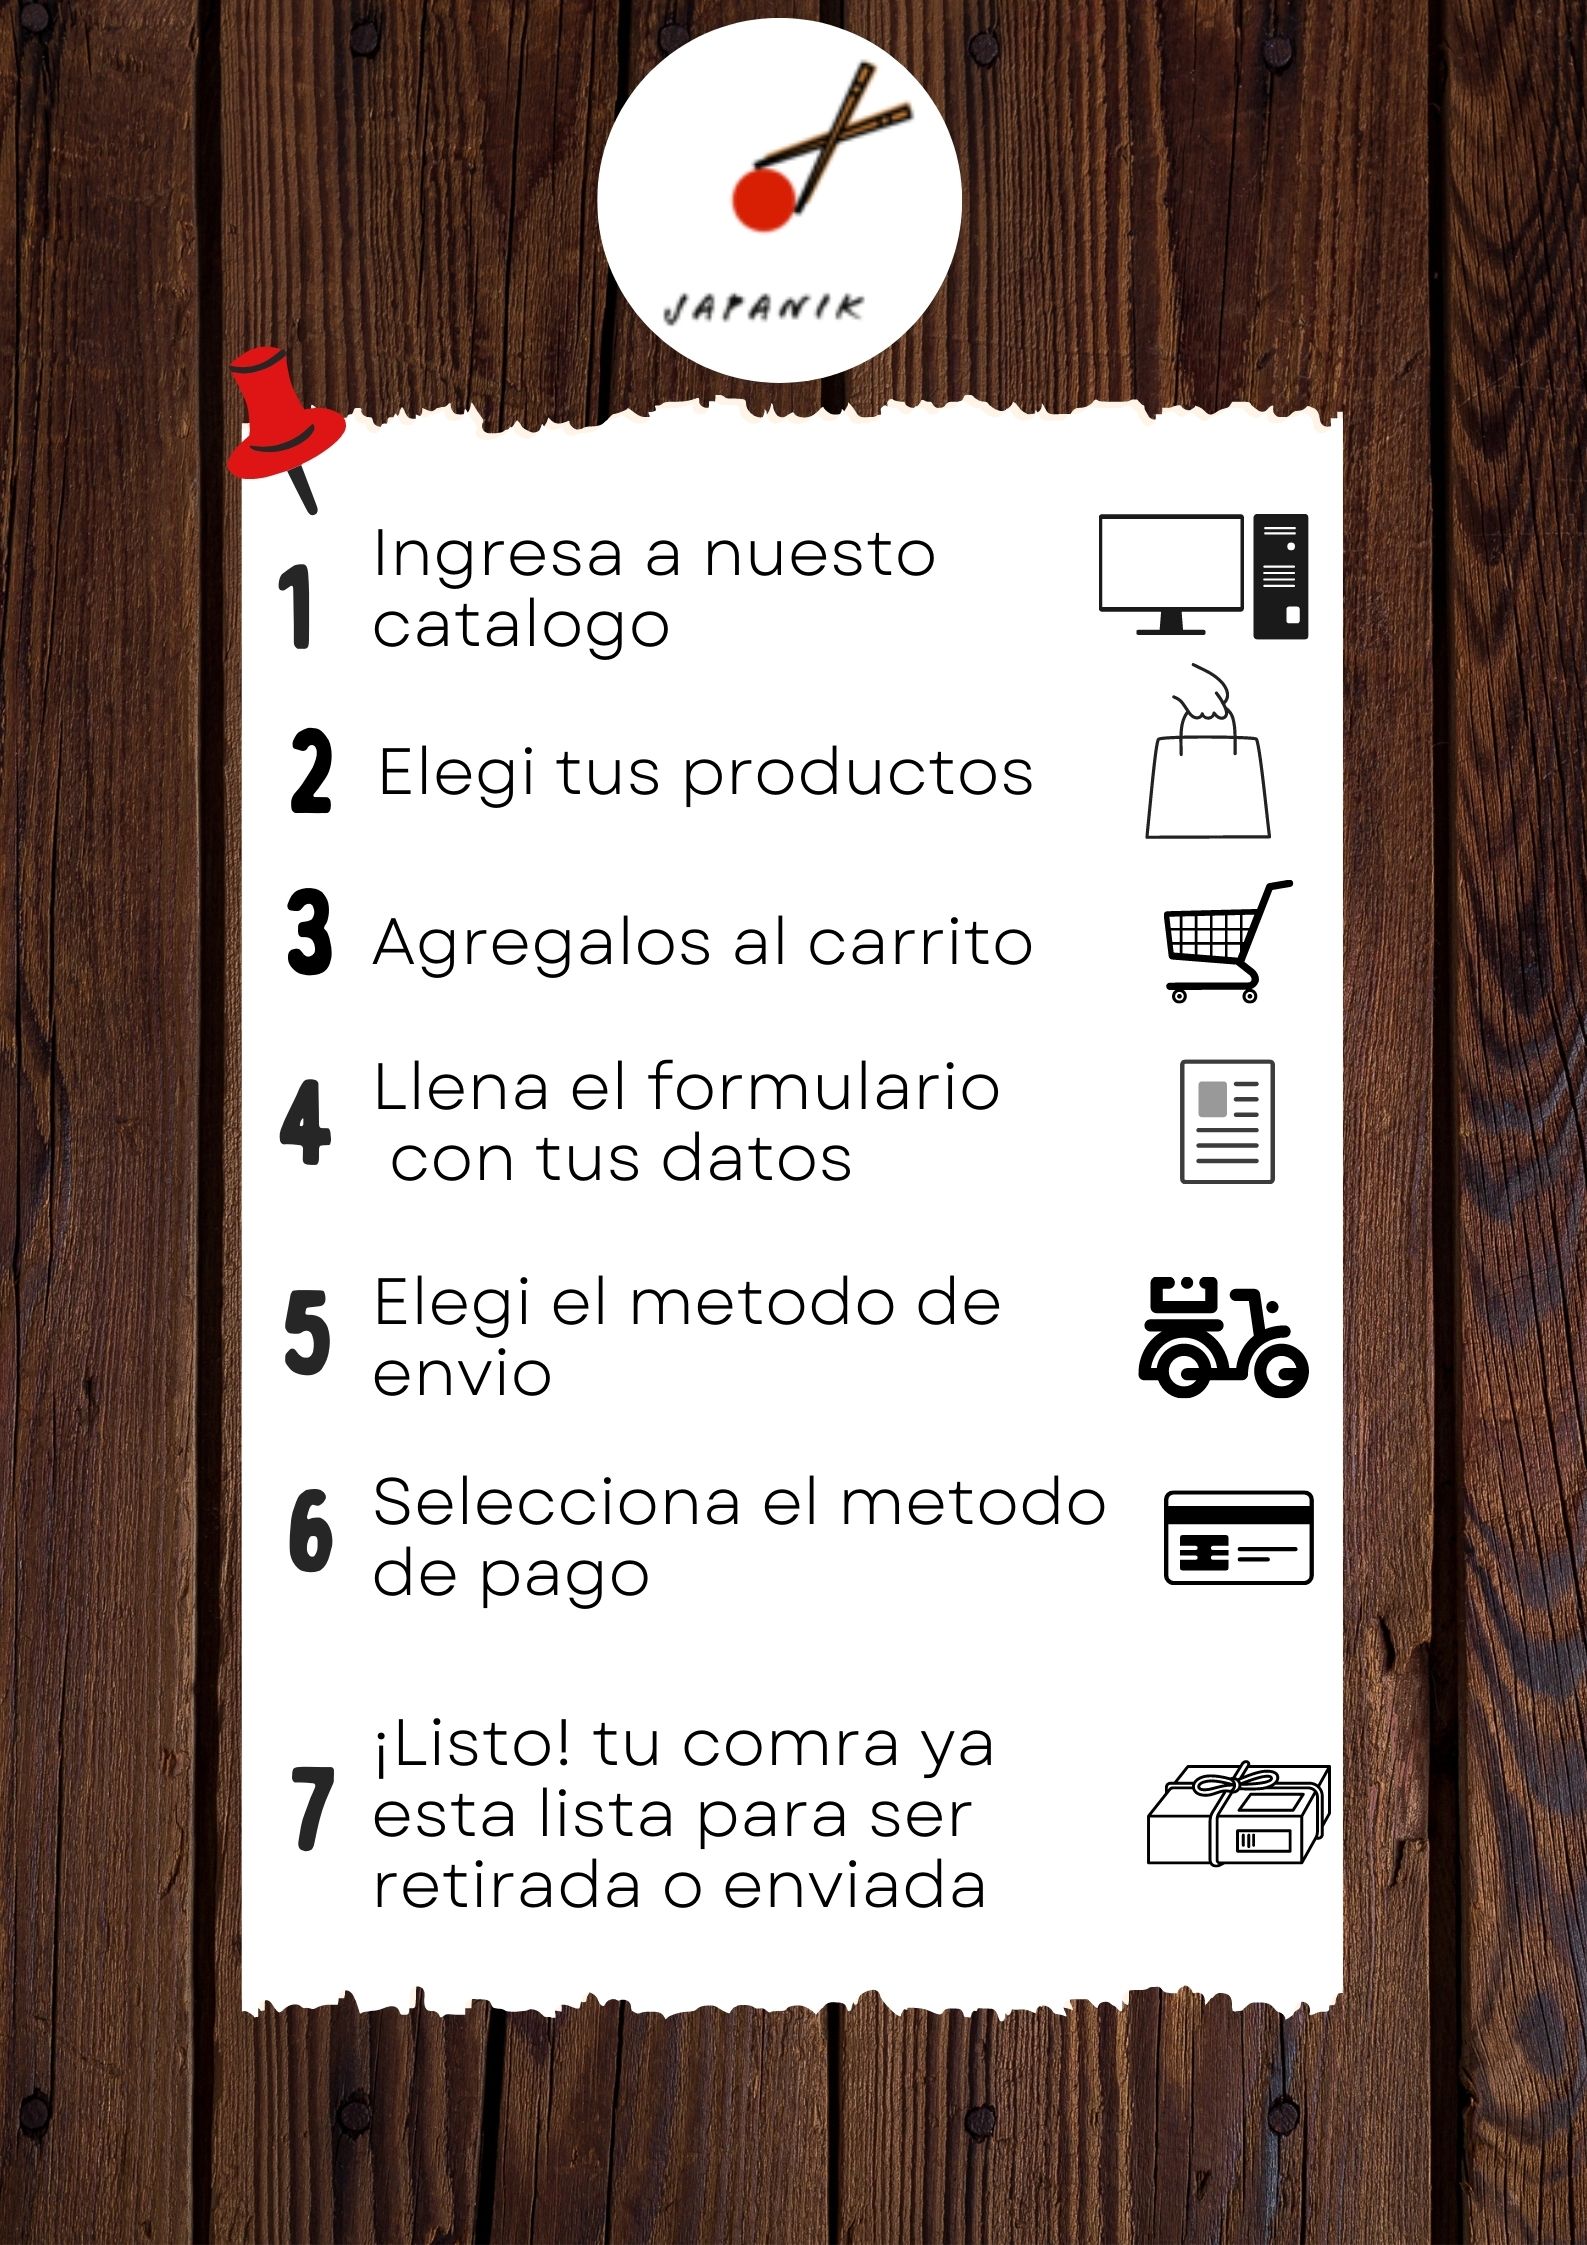 JAPANIK
1
Ingresa a nuesto
catalogo
2
Elegi tus productos
3
Agregalos al carrito
4
Llena el formulario
con tus datos
5
Elegi el metodo de
envio
6
Selecciona el metodo
de pago
7
¡Listo! tu comra ya
esta lista para ser
retirada o enviada